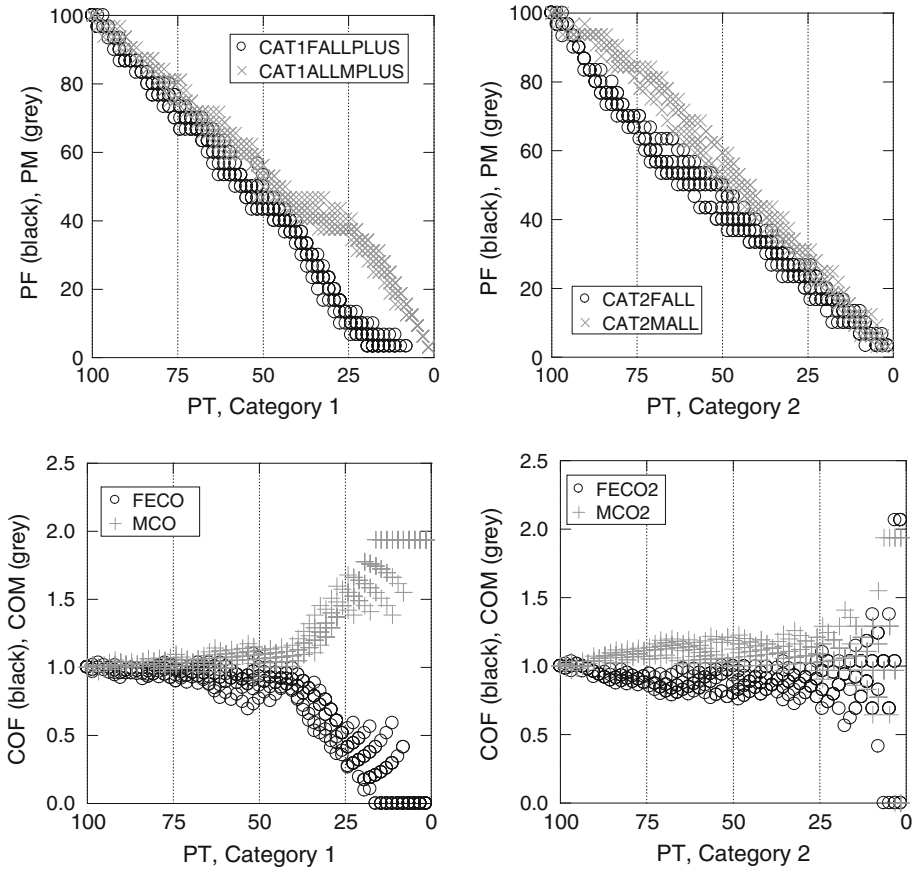 100
80
60
40
20
0
PF (black), PM (grey)
CAT1FALLPLUS
CAT1ALLMPLUS
100 75 50 25 0
PT, Category 1
100
80
60
40
20
0
PF (black), PM (grey)
CAT2FALL
CAT2MALL
100 75 50 25 0
PT, Category 2
2.5
2.0
1.5
1.0
0.5
0.0
COF (black), COM (grey)
FECO
MCO
100 75 50 25 0
PT, Category 1
2.5
2.0
1.5
1.0
0.5
0.0
COF (black), COM (grey)
FECO2
MCO2
100 75 50 25 0
PT, Category 2